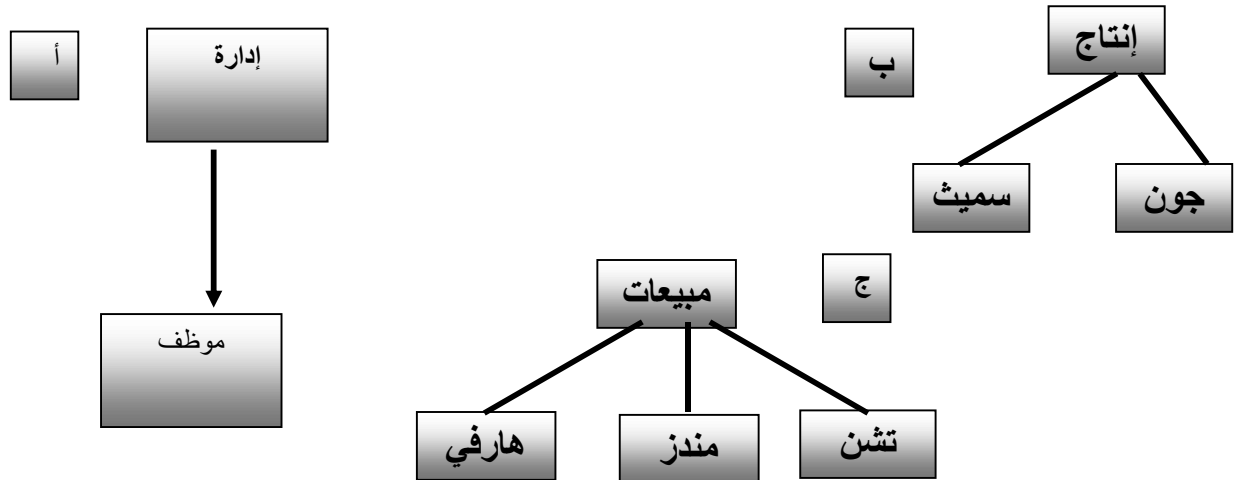 أ
إدارة
موظف
ب
إنتاج
جون
سميث
ج
مبيعات
تشن
مندز
هارفي